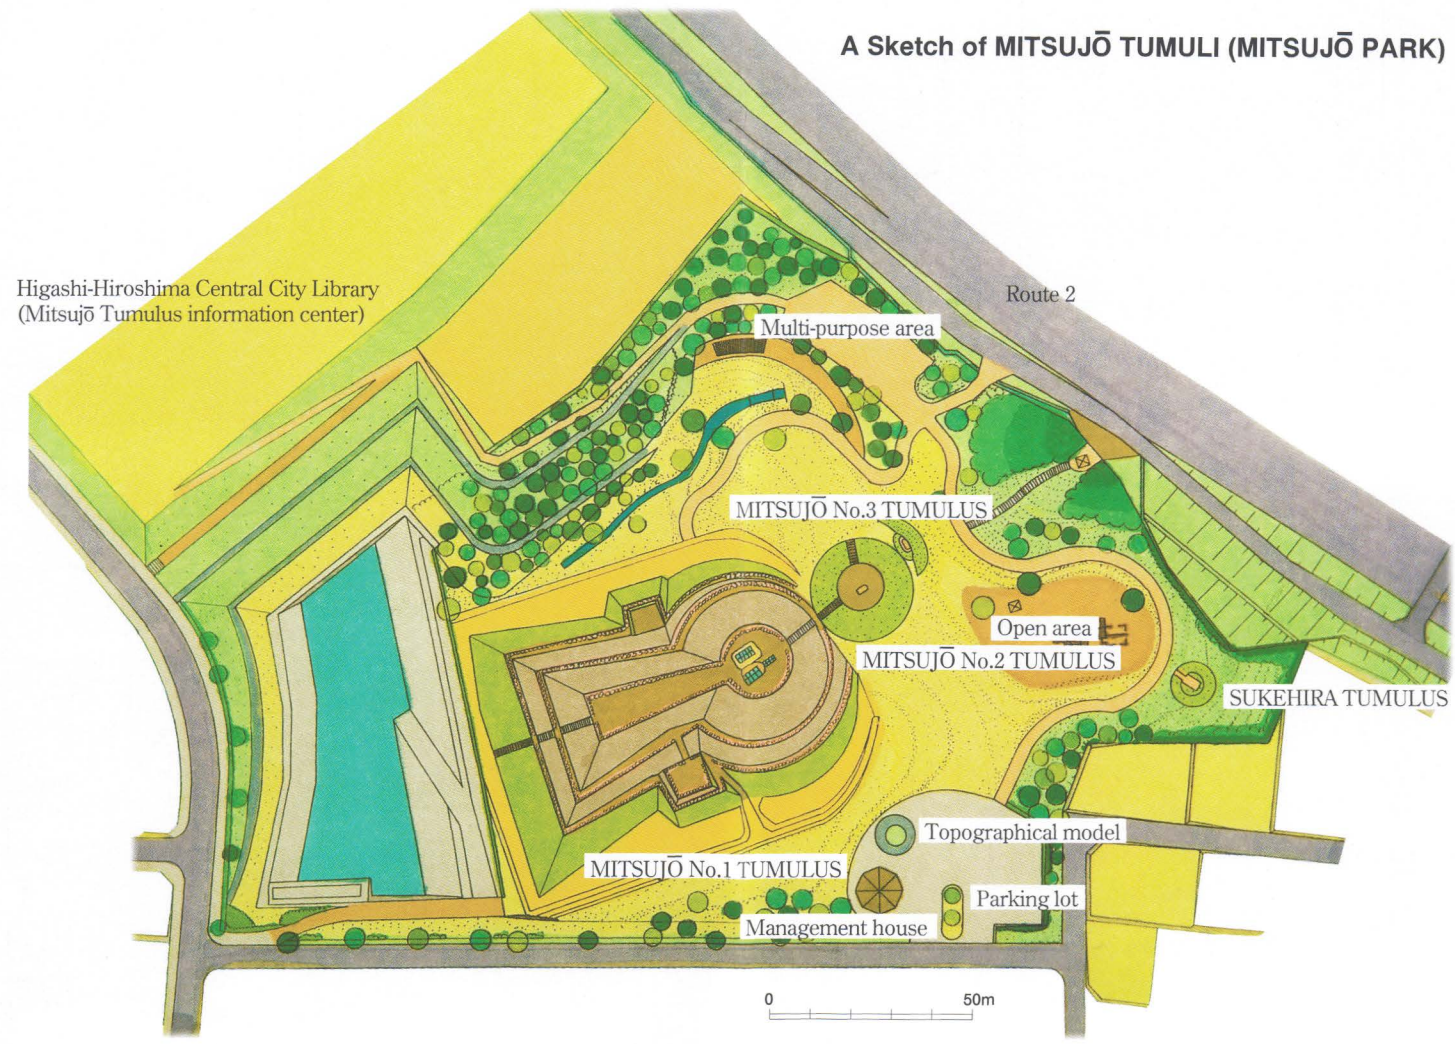 A Sketch of MITSUJŌ TUMULI (MITSUJŌ PARK)
Higashi-Hiroshima Central City Library
(Mitsujō Tumulus information center)
Route 2
Multi-purpose area
MITSUJŌ No.3 TUMULUS
Open area
MITSUJŌ No.2 TUMULUS
SUKEHIRA TUMULUS
Topographical model
MITSUJŌ No.1 TUMULUS
Parking lot
Management house
0 50m